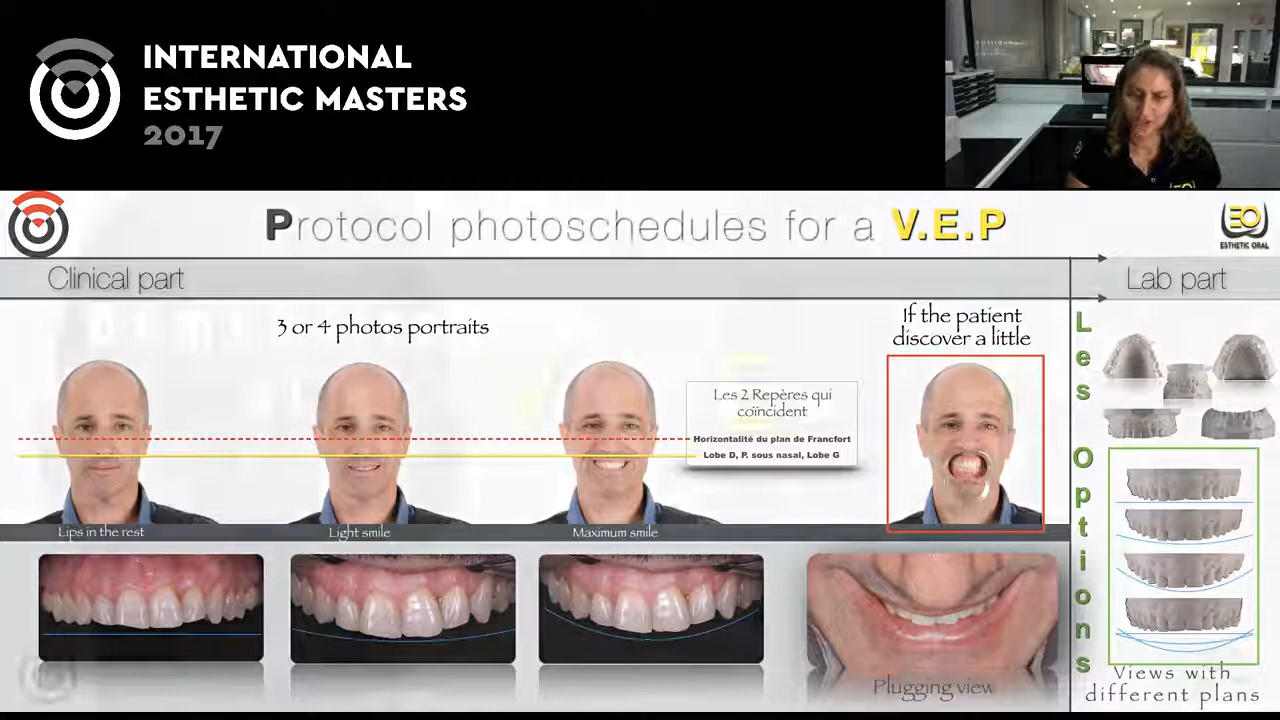 INTERNATIONAL
ESTHETIC MASTERS
2017
Protocol photoschedules for a V.E.P
EO
ESTHETIC ORAL
Clinical part
Lab part
3 or 4 photos portraits
If the patient
discover a little
Les 2 Repères qui
coïncident
Horizontalité du plan de Francfort
Lobe D, P. sous nasal, Lobe G
Lips in the rest
Light smile
Maximum smile
Plugging view
Les Options
Views with
different plans